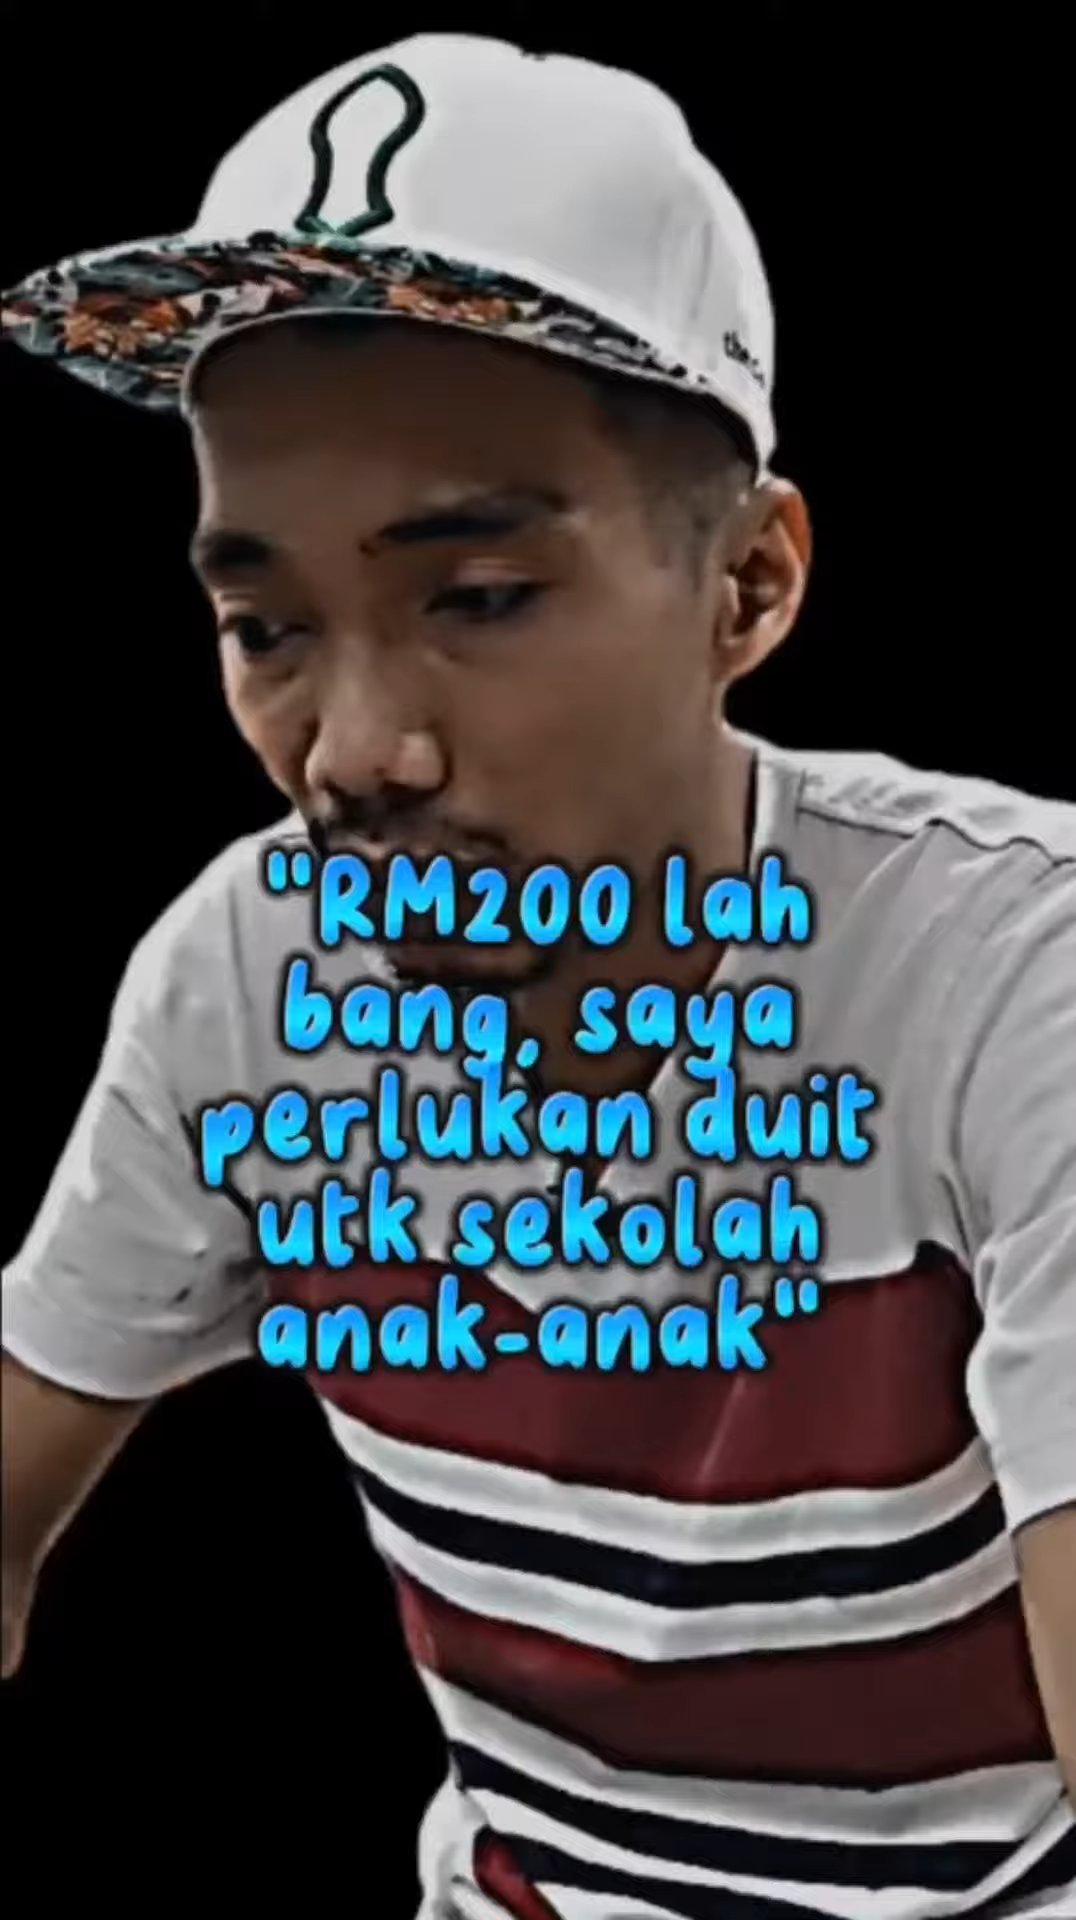 "RM200 lah
bang, saya
perlukan duit
utk sekolah
anak-anak"